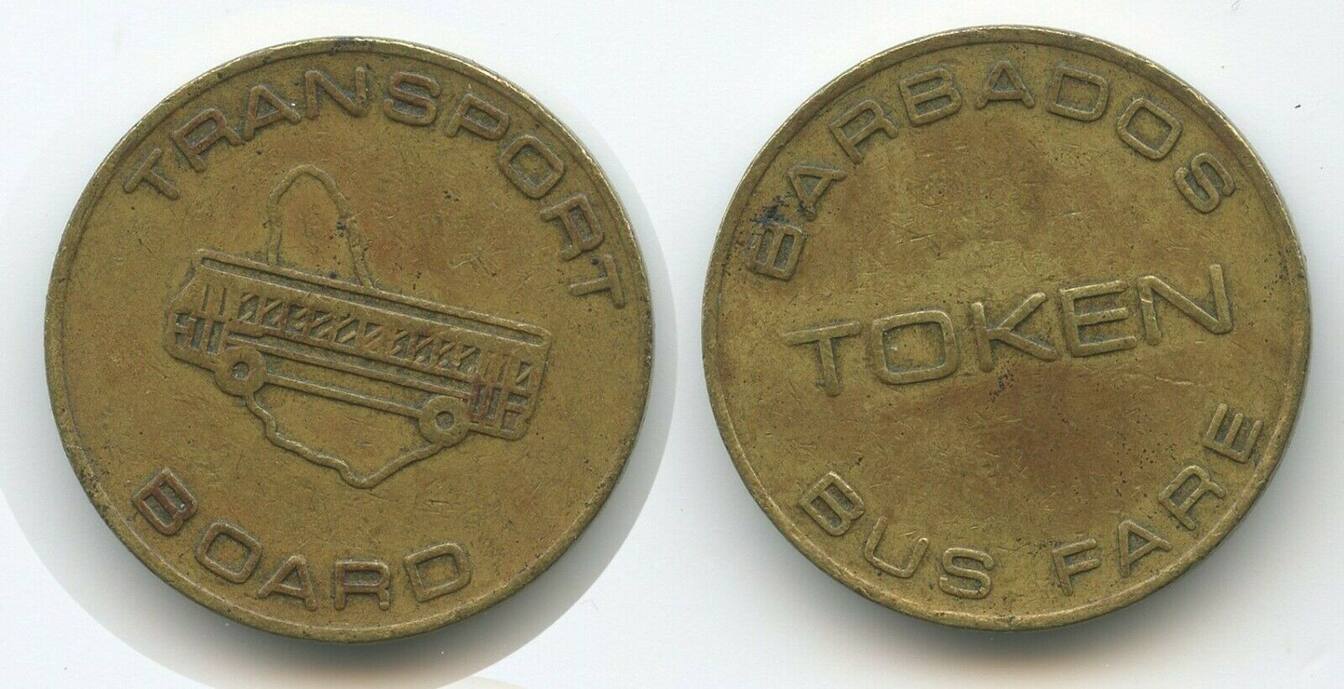 TRANSPORT
BOARD
BARBADOS
TOKEN
BUS FARE